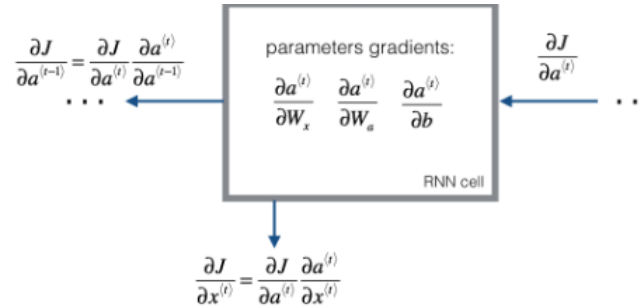 ∂J/∂a^⟨t-1⟩ = ∂J/∂a^⟨t⟩ ∂a^⟨t⟩/∂a^⟨t-1⟩
parameters gradients:
∂J/∂a^⟨t⟩
∂a^⟨t⟩/∂W_x ∂a^⟨t⟩/∂W_a ∂a^⟨t⟩/∂b
RNN cell
∂J/∂x^⟨t⟩ = ∂J/∂a^⟨t⟩ ∂a^⟨t⟩/∂x^⟨t⟩